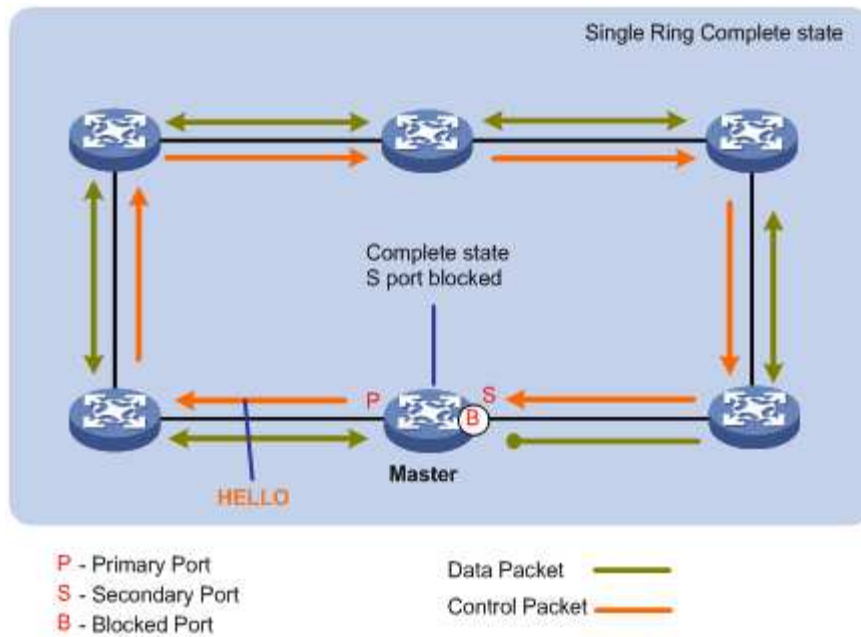 Single Ring Complete state
Complete state
S port blocked
P
S
B
Master
HELLO
P - Primary Port
S - Secondary Port
B - Blocked Port
Data Packet
Control Packet